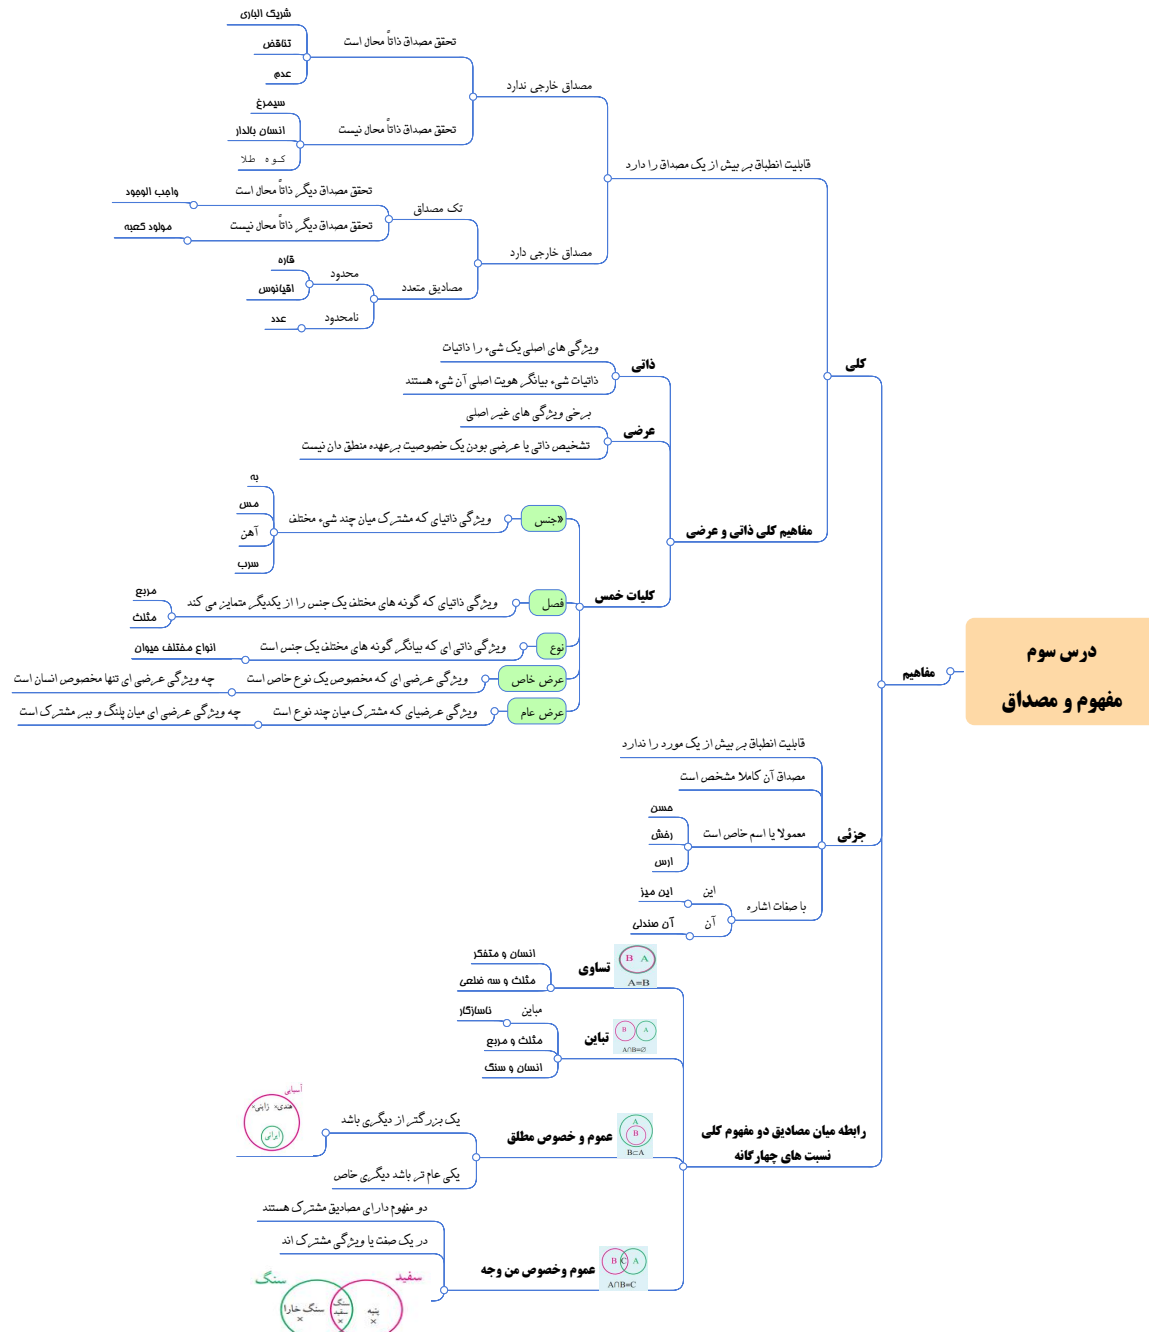 درس سوم
مفهوم و مصداق
مفاهیم
کلی
قابلیت انطباق بر بیش از یک مصداق را دارد
مصداق خارجی ندارد
تحقق مصداق ذاتاً محال است
شریک الباری
تناقض
عدم
تحقق مصداق ذاتاً محال نیست
سیمرغ
انسان بالدار
کوه طلا
مصداق خارجی دارد
تک مصداق
تحقق مصداق دیگر ذاتاً محال است
واجب الوجود
تحقق مصداق دیگر ذاتاً محال نیست
مولود کعبه
مصادیق متعدد
محدود
قاره
اقیانوس
نامحدود
عدد
مفاهیم کلی ذاتی و عرضی
ذاتی
ویژگی های اصلی یک شیء را ذاتیات
ذاتیات شیء بیانگر هویت اصلی آن شیء هستند
عرضی
برخی ویژگی های غیر اصلی
تشخیص ذاتی یا عرضی بودن یک خصوصیت برعهده منطق دان نیست
کلیات خمس
«جنس
ویژگی ذاتیای که مشترک میان چند شیء مختلف
به
مس
آهن
سرب
فصل
ویژگی ذاتیای که گونه های مختلف یک جنس را از یکدیگر متمایز می کند
مربع
مثلث
نوع
ویژگی ذاتی ای که بیانگر گونه های مختلف یک جنس است
انواع مختلف حیوان
عرض خاص
ویژگی عرضی ای که مخصوص یک نوع خاص است
چه ویژگی عرضی ای تنها مخصوص انسان است
عرض عام
ویژگی عرضیای که مشترک میان چند نوع است
چه ویژگی عرضی ای میان پلنگ و ببر مشترک است
جزئی
قابلیت انطباق بر بیش از یک مورد را ندارد
مصداق آن کاملا مشخص است
معمولا یا اسم خاص است
حسن
رخش
ارس
با صفات اشاره
این
این میز
آن
آن صندلی
رابطه میان مصادیق دو مفهوم کلی
نسبت های چهارگانه
تساوی
B A
A=B
انسان و متفکر
مثلث و سه ضلعی
تباین
B A
A∩B=∅
مباین
ناسازگار
مثلث و مربع
انسان و سنگ
عموم و خصوص مطلق
A
B
B⊂A
یک بزرگتر از دیگری باشد
آسیایی
هندی× ژاپنی×
ایرانی
یکی عام تر باشد دیگری خاص
عموم وخصوص من وجه
B C A
A∩B=C
دو مفهوم دارای مصادیق مشترک هستند
در یک صفت یا ویژگی مشترک اند
سفید
سنگ
پنبه
×
سنگ سفید
×
سنگ خارا
×